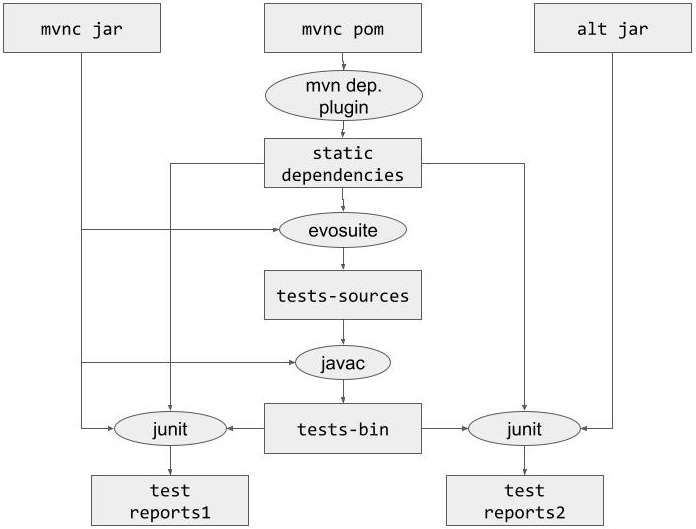 mvnc jar
mvnc pom
alt jar
mvn dep.
plugin
static
dependencies
evosuite
tests-sources
javac
junit
tests-bin
junit
test
reports1
test
reports2